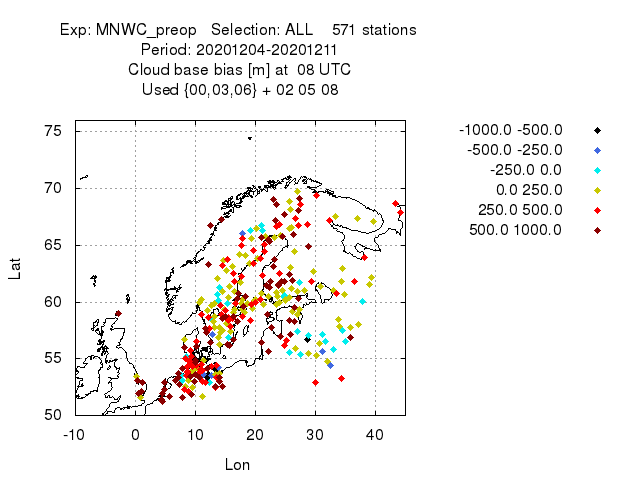 Exp: MNWC_preop   Selection: ALL    571 stations
Period: 20201204-20201211
Cloud base bias [m] at  08 UTC
Used {00,03,06} + 02 05 08
75
70
65
60
55
50
-10 0 10 20 30 40
Lat
Lon
-1000.0 -500.0
-500.0 -250.0
-250.0 0.0
0.0 250.0
250.0 500.0
500.0 1000.0